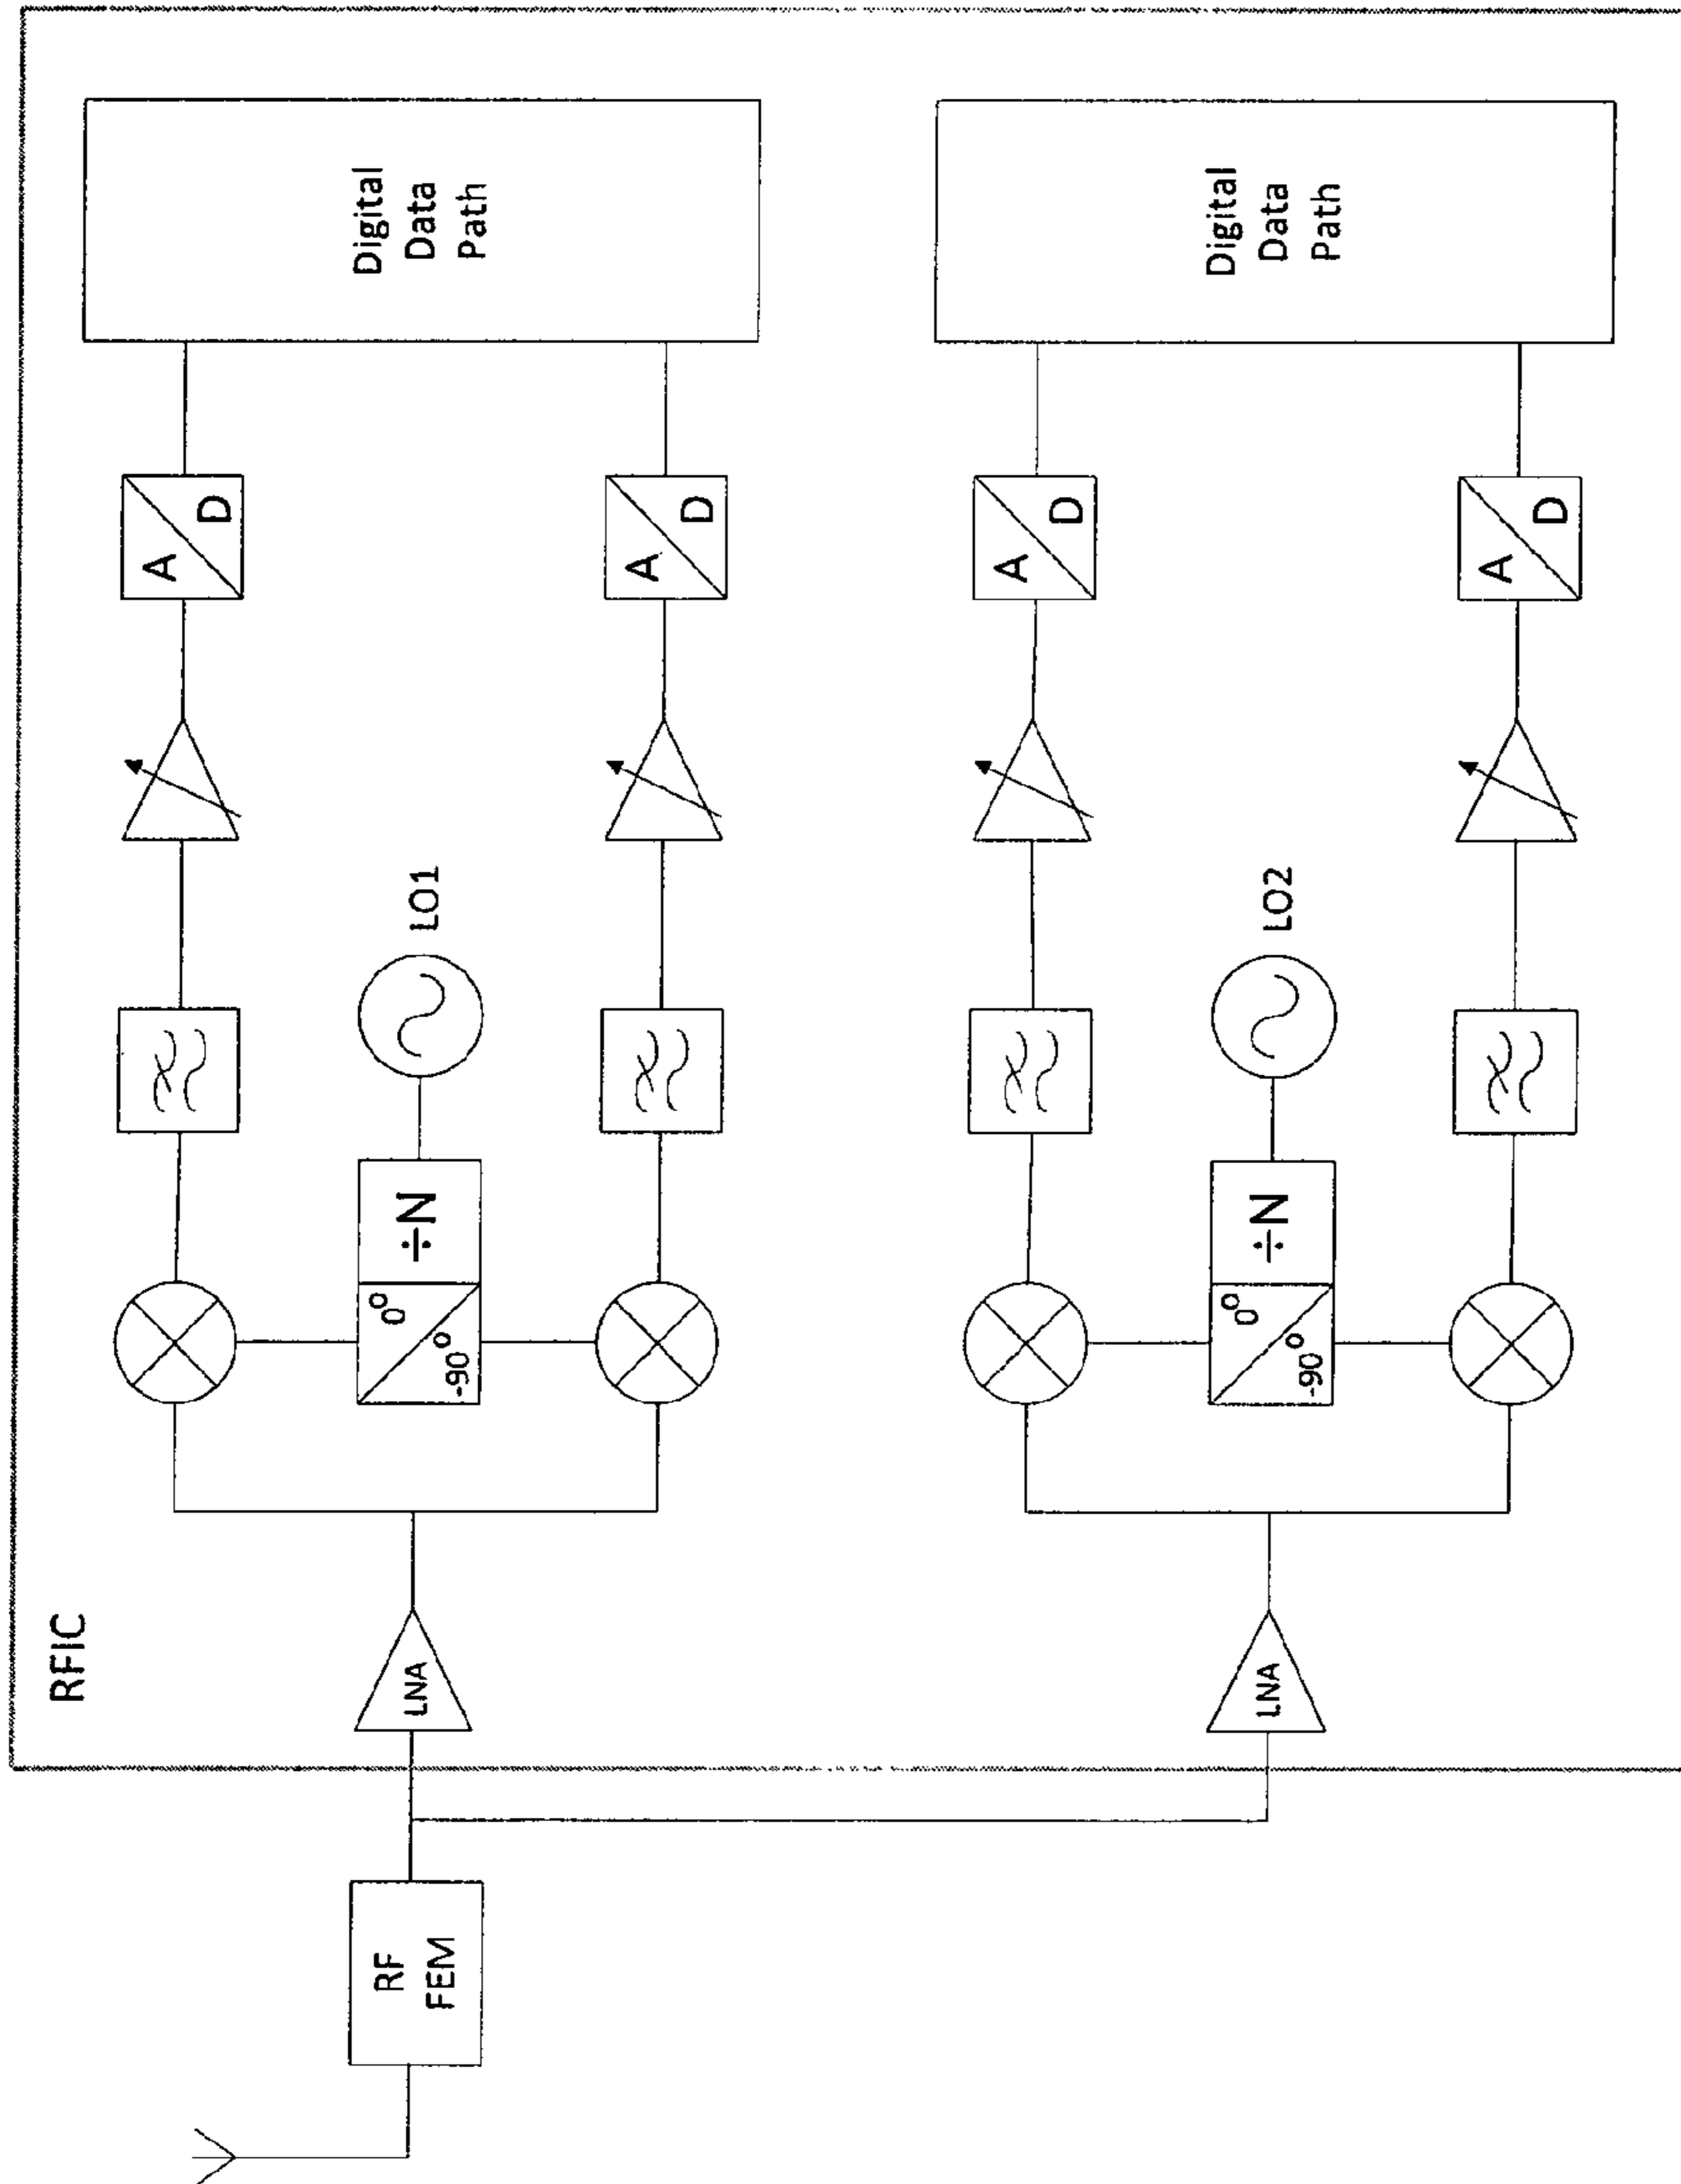 RFIC
RF
FEM
LNA
0°
-90°
÷N
LO1
A
D
A
D
Digital
Data
Path
LNA
0°
-90°
÷N
LO2
A
D
A
D
Digital
Data
Path